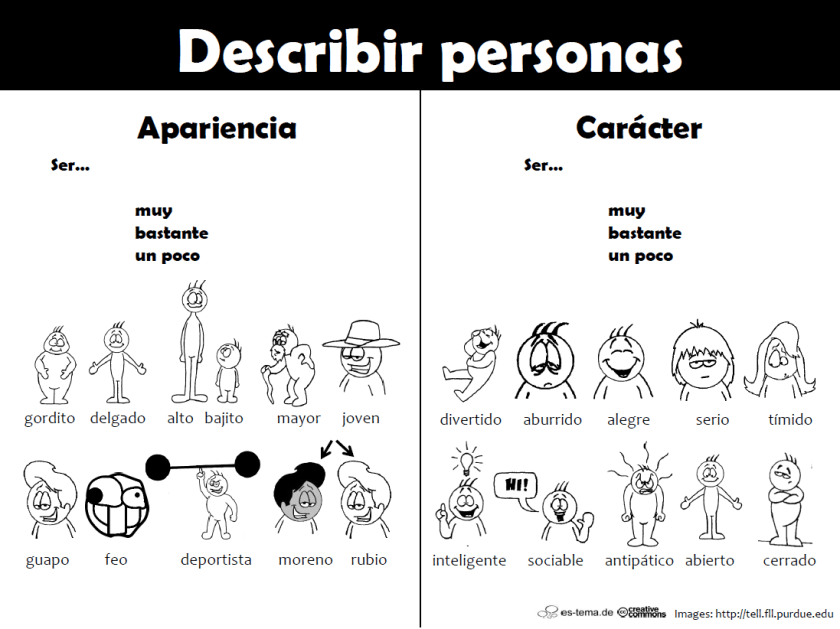 Describir personas
Apariencia
Ser...
muy
bastante
un poco
gordito delgado alto bajito mayor joven
guapo feo deportista moreno rubio
Carácter
Ser...
muy
bastante
un poco
divertido aburrido alegre serio tímido
HI!
inteligente sociable antipático abierto cerrado
es-tema.de cc creative commons Images: http://tell.fll.purdue.edu